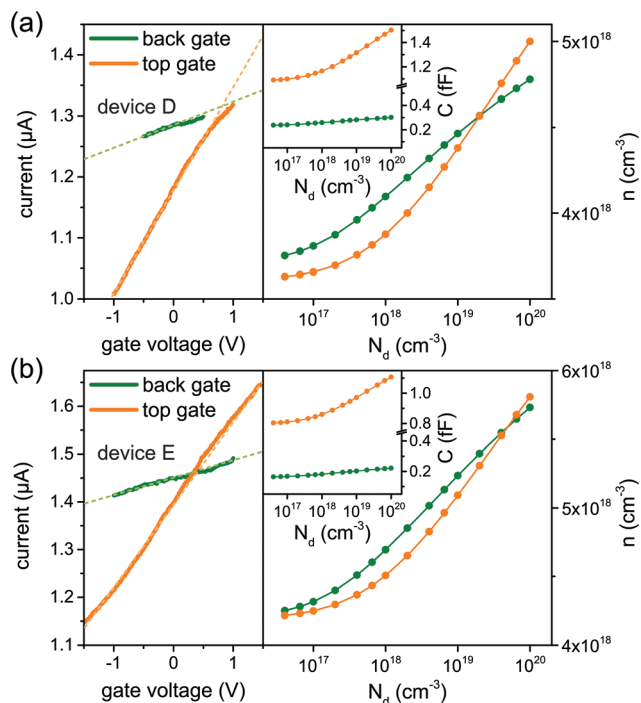 (a)
1.4
1.3
1.2
1.1
1.0
current (µA)
back gate
top gate
device D
-1 0 1
gate voltage (V)
1.4
1.2
0.4
0.2
C (fF)
10^17 10^18 10^19 10^20
N_d (cm^-3)
5x10^18
4x10^18
n (cm^-3)
10^17 10^18 10^19 10^20
N_d (cm^-3)
(b)
1.6
1.5
1.4
1.3
1.2
1.1
current (µA)
back gate
top gate
device E
-1 0 1
gate voltage (V)
1.0
0.8
0.4
0.2
C (fF)
10^17 10^18 10^19 10^20
N_d (cm^-3)
6x10^18
5x10^18
4x10^18
n (cm^-3)
10^17 10^18 10^19 10^20
N_d (cm^-3)